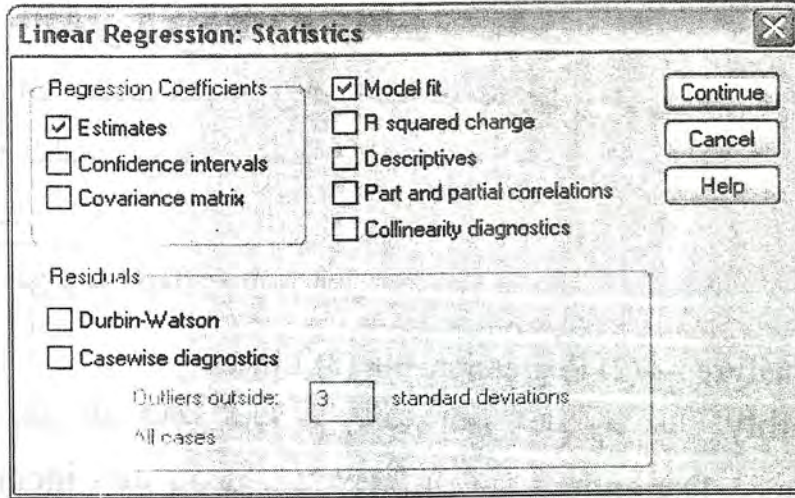 Linear Regression: Statistics
Regression Coefficients
Estimates
Confidence intervals
Covariance matrix
Model fit
R squared change
Descriptives
Part and partial correlations
Collinearity diagnostics
Continue
Cancel
Help
Residuals
Durbin-Watson
Casewise diagnostics
Outliers outside: 3 standard deviations
All cases